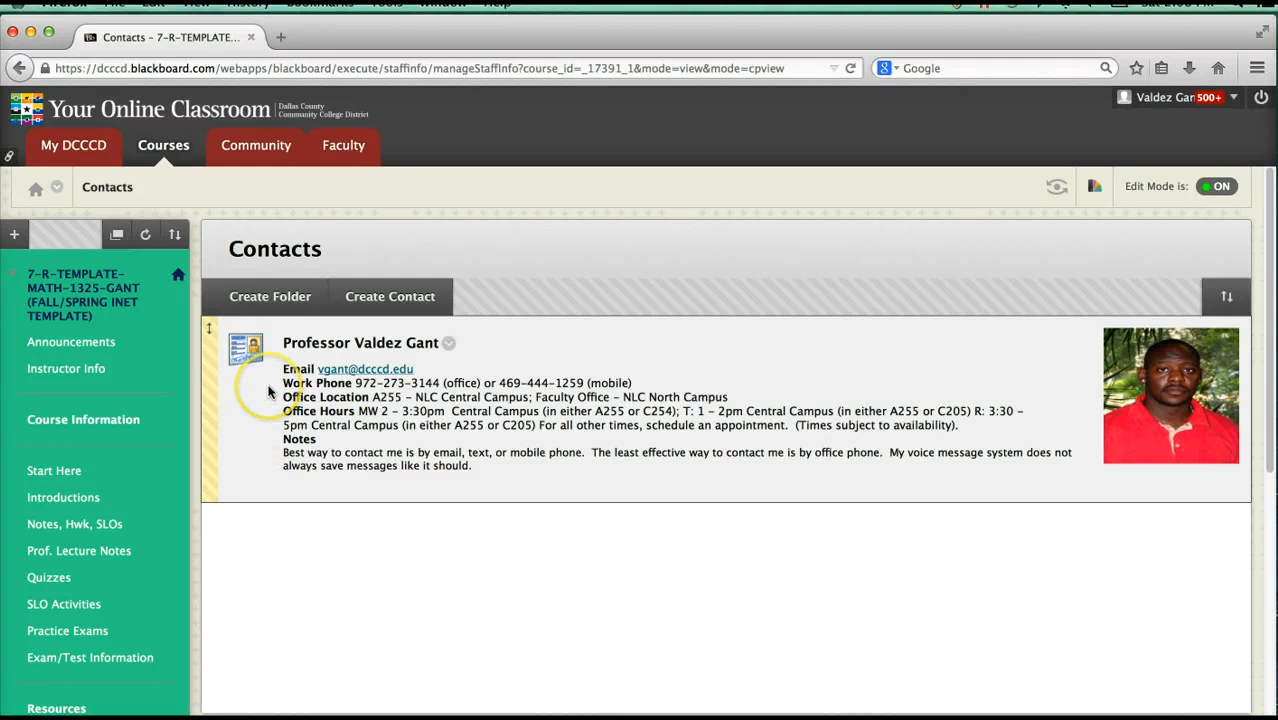 Contacts – 7-R-TEMPLATE...
https://dcccd.blackboard.com/webapps/blackboard/execute/staffinfo/manageStaffInfo?course_id=_17391_1&mode=view&mode=cpview
Google
Your Online Classroom
Dallas County
Community College District
Valdez Gan 500+
My DCCCD
Courses
Community
Faculty
Contacts
Edit Mode is: ON
7-R-TEMPLATE-
MATH-1325-GANT
(FALL/SPRING INET
TEMPLATE)
Announcements
Instructor Info
Course Information
Start Here
Introductions
Notes, Hwk, SLOs
Prof. Lecture Notes
Quizzes
SLO Activities
Practice Exams
Exam/Test Information
Resources
Contacts
Create Folder
Create Contact
Professor Valdez Gant
Email vgant@dcccd.edu
Work Phone 972-273-3144 (office) or 469-444-1259 (mobile)
Office Location A255 – NLC Central Campus; Faculty Office – NLC North Campus
Office Hours MW 2 – 3:30pm Central Campus (in either A255 or C254); T: 1 – 2pm Central Campus (in either A255 or C205) R: 3:30 –
5pm Central Campus (in either A255 or C205) For all other times, schedule an appointment. (Times subject to availability).
Notes
Best way to contact me is by email, text, or mobile phone. The least effective way to contact me is by office phone. My voice message system does not
always save messages like it should.